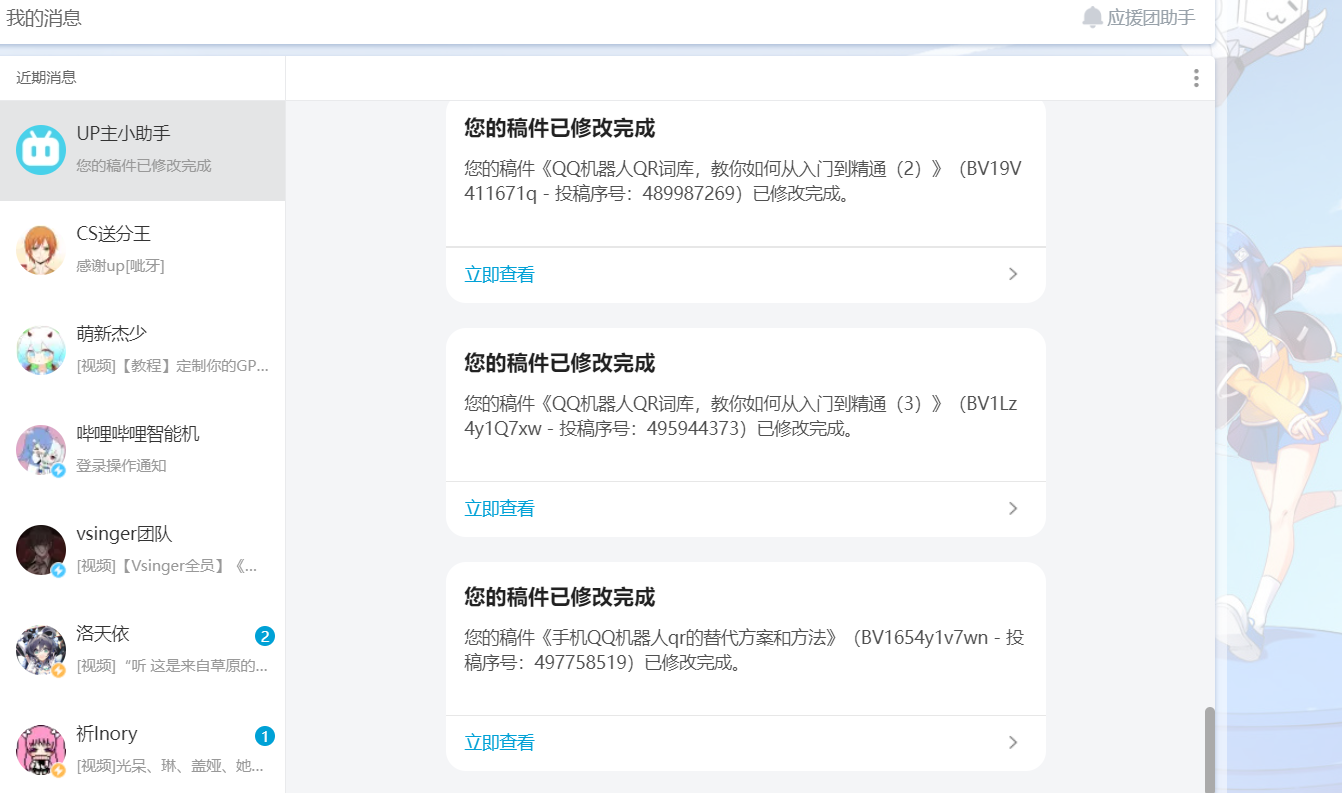 我的消息
应援团助手
近期消息
UP主小助手
您的稿件已修改完成
CS送分王
感谢up[呲牙]
萌新杰少
[视频]【教程】定制你的GP...
哔哩哔哩智能机
登录操作通知
vsinger团队
[视频]【Vsinger全员】《...
洛天依
2
[视频]“听 这是来自草原的...
祈Inory
1
[视频]光呆、琳、盖娅、她...
您的稿件已修改完成
您的稿件《QQ机器人QR词库，教你如何从入门到精通（2）》（BV19V
411671q - 投稿序号：489987269）已修改完成。
立即查看
您的稿件已修改完成
您的稿件《QQ机器人QR词库，教你如何从入门到精通（3）》（BV1Lz
4y1Q7xw - 投稿序号：495944373）已修改完成。
立即查看
您的稿件已修改完成
您的稿件《手机QQ机器人qr的替代方案和方法》（BV1654y1v7wn - 投
稿序号：497758519）已修改完成。
立即查看